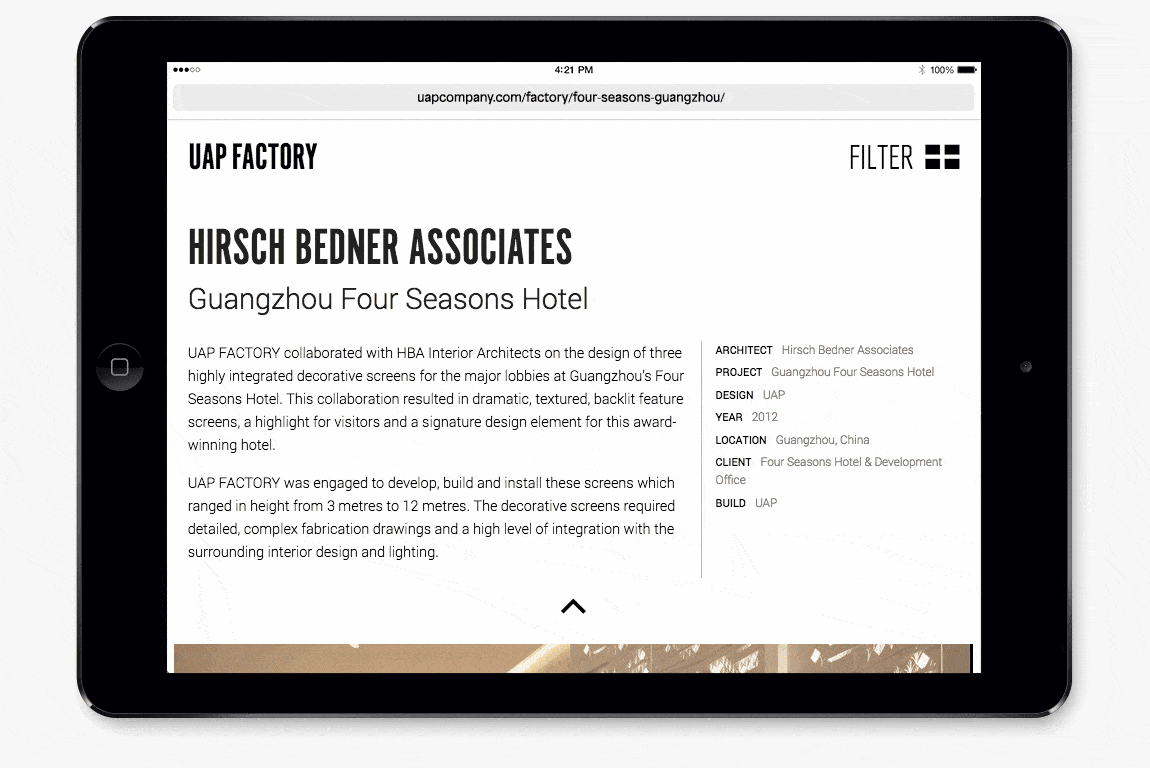 4:21 PM
100%
uapcompany.com/factory/four-seasons-guangzhou/
UAP FACTORY
FILTER
HIRSCH BEDNER ASSOCIATES
Guangzhou Four Seasons Hotel
UAP FACTORY collaborated with HBA Interior Architects on the design of three
highly integrated decorative screens for the major lobbies at Guangzhou's Four
Seasons Hotel. This collaboration resulted in dramatic, textured, backlit feature
screens, a highlight for visitors and a signature design element for this award-
winning hotel.
UAP FACTORY was engaged to develop, build and install these screens which
ranged in height from 3 metres to 12 metres. The decorative screens required
detailed, complex fabrication drawings and a high level of integration with the
surrounding interior design and lighting.
ARCHITECT Hirsch Bedner Associates
PROJECT Guangzhou Four Seasons Hotel
DESIGN UAP
YEAR 2012
LOCATION Guangzhou, China
CLIENT Four Seasons Hotel & Development
Office
BUILD UAP